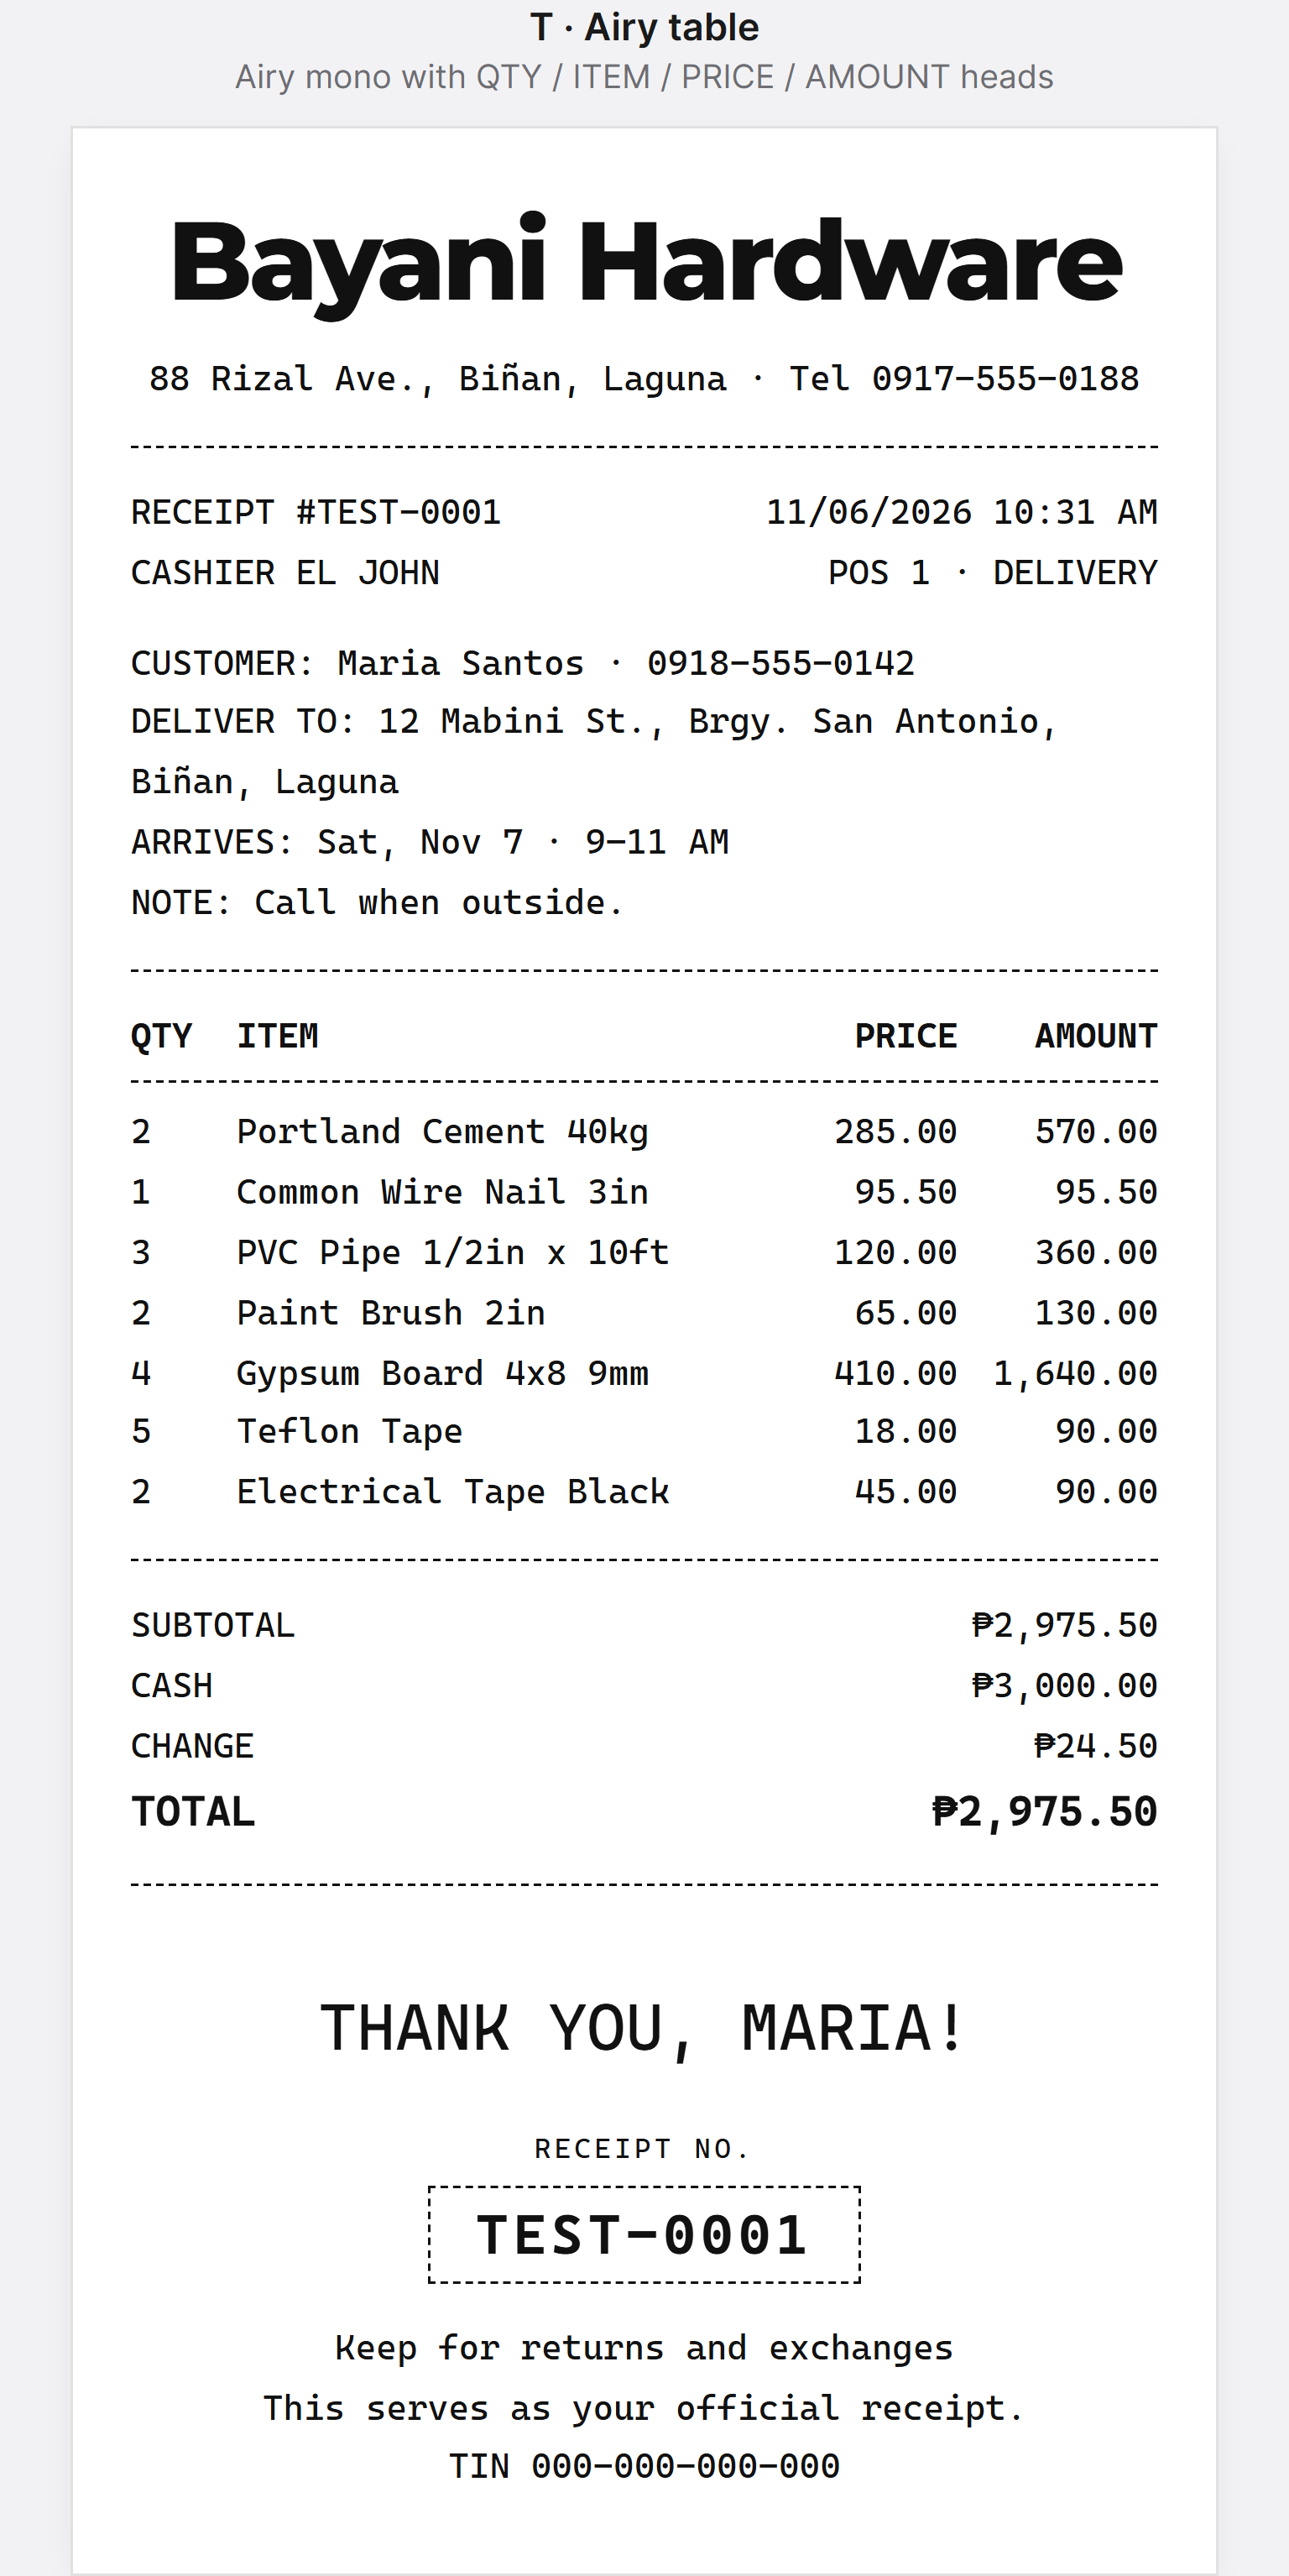 T · Airy table
Airy mono with QTY / ITEM / PRICE / AMOUNT heads
Bayani Hardware
88 Rizal Ave., Biñan, Laguna · Tel 0917-555-0188
RECEIPT #TEST-0001 11/06/2026 10:31 AM
CASHIER EL JOHN POS 1 · DELIVERY
CUSTOMER: Maria Santos · 0918-555-0142
DELIVER TO: 12 Mabini St., Brgy. San Antonio,
Biñan, Laguna
ARRIVES: Sat, Nov 7 · 9-11 AM
NOTE: Call when outside.
QTY ITEM PRICE AMOUNT
2 Portland Cement 40kg 285.00 570.00
1 Common Wire Nail 3in 95.50 95.50
3 PVC Pipe 1/2in x 10ft 120.00 360.00
2 Paint Brush 2in 65.00 130.00
4 Gypsum Board 4x8 9mm 410.00 1,640.00
5 Teflon Tape 18.00 90.00
2 Electrical Tape Black 45.00 90.00
SUBTOTAL ₱2,975.50
CASH ₱3,000.00
CHANGE ₱24.50
TOTAL ₱2,975.50
THANK YOU, MARIA!
RECEIPT NO.
TEST-0001
Keep for returns and exchanges
This serves as your official receipt.
TIN 000-000-000-000